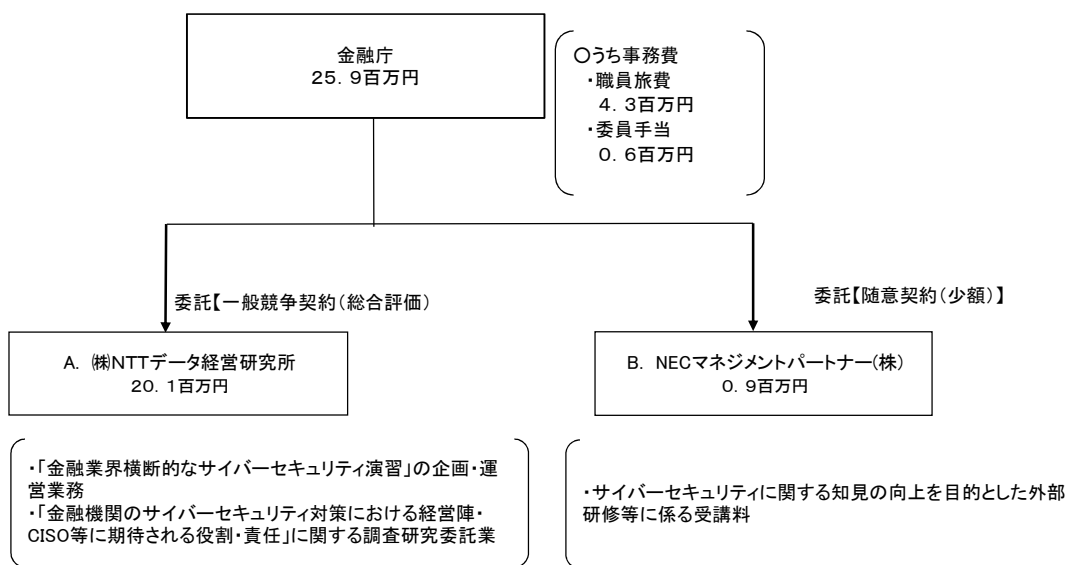 金融庁
25.9百万円
○うち事務費
・職員旅費
4.3百万円
・委員手当
0.6百万円
委託【一般競争契約(総合評価)
委託【随意契約(少額)】
A. ㈱NTTデータ経営研究所
20.1百万円
B. NECマネジメントパートナー(株)
0.9百万円
・「金融業界横断的なサイバーセキュリティ演習」の企画・運
営業務
・「金融機関のサイバーセキュリティ対策における経営陣・
CISO等に期待される役割・責任」に関する調査研究委託業
・サイバーセキュリティに関する知見の向上を目的とした外部
研修等に係る受講料